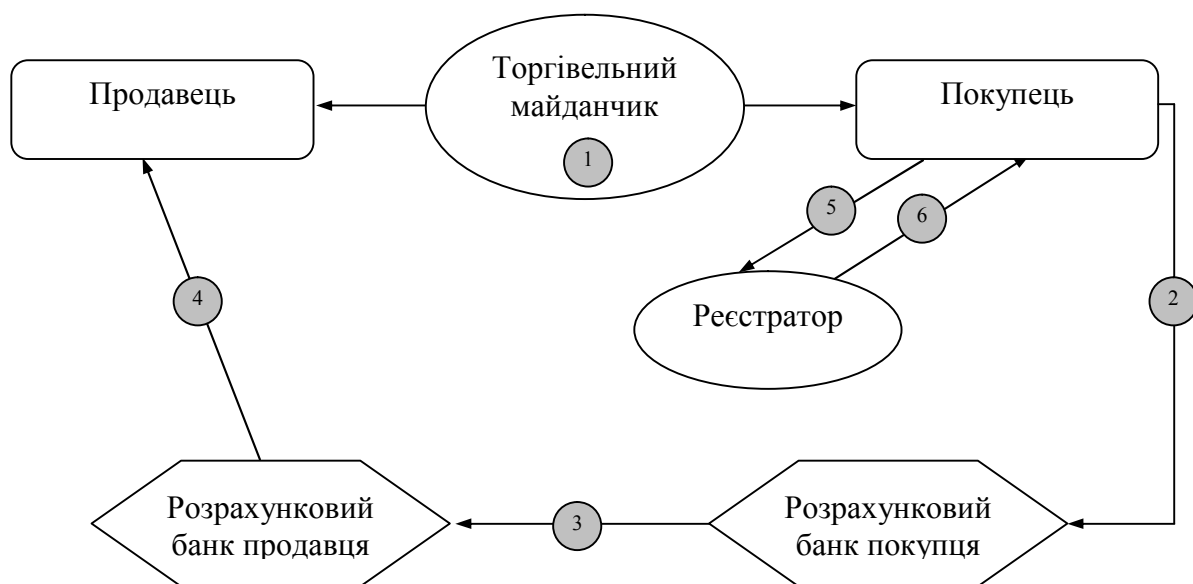 Торгівельний
майданчик
1
Продавець
Покупець
5
6
4
2
Реєстратор
Розрахунковий
банк продавця
3
Розрахунковий
банк покупця